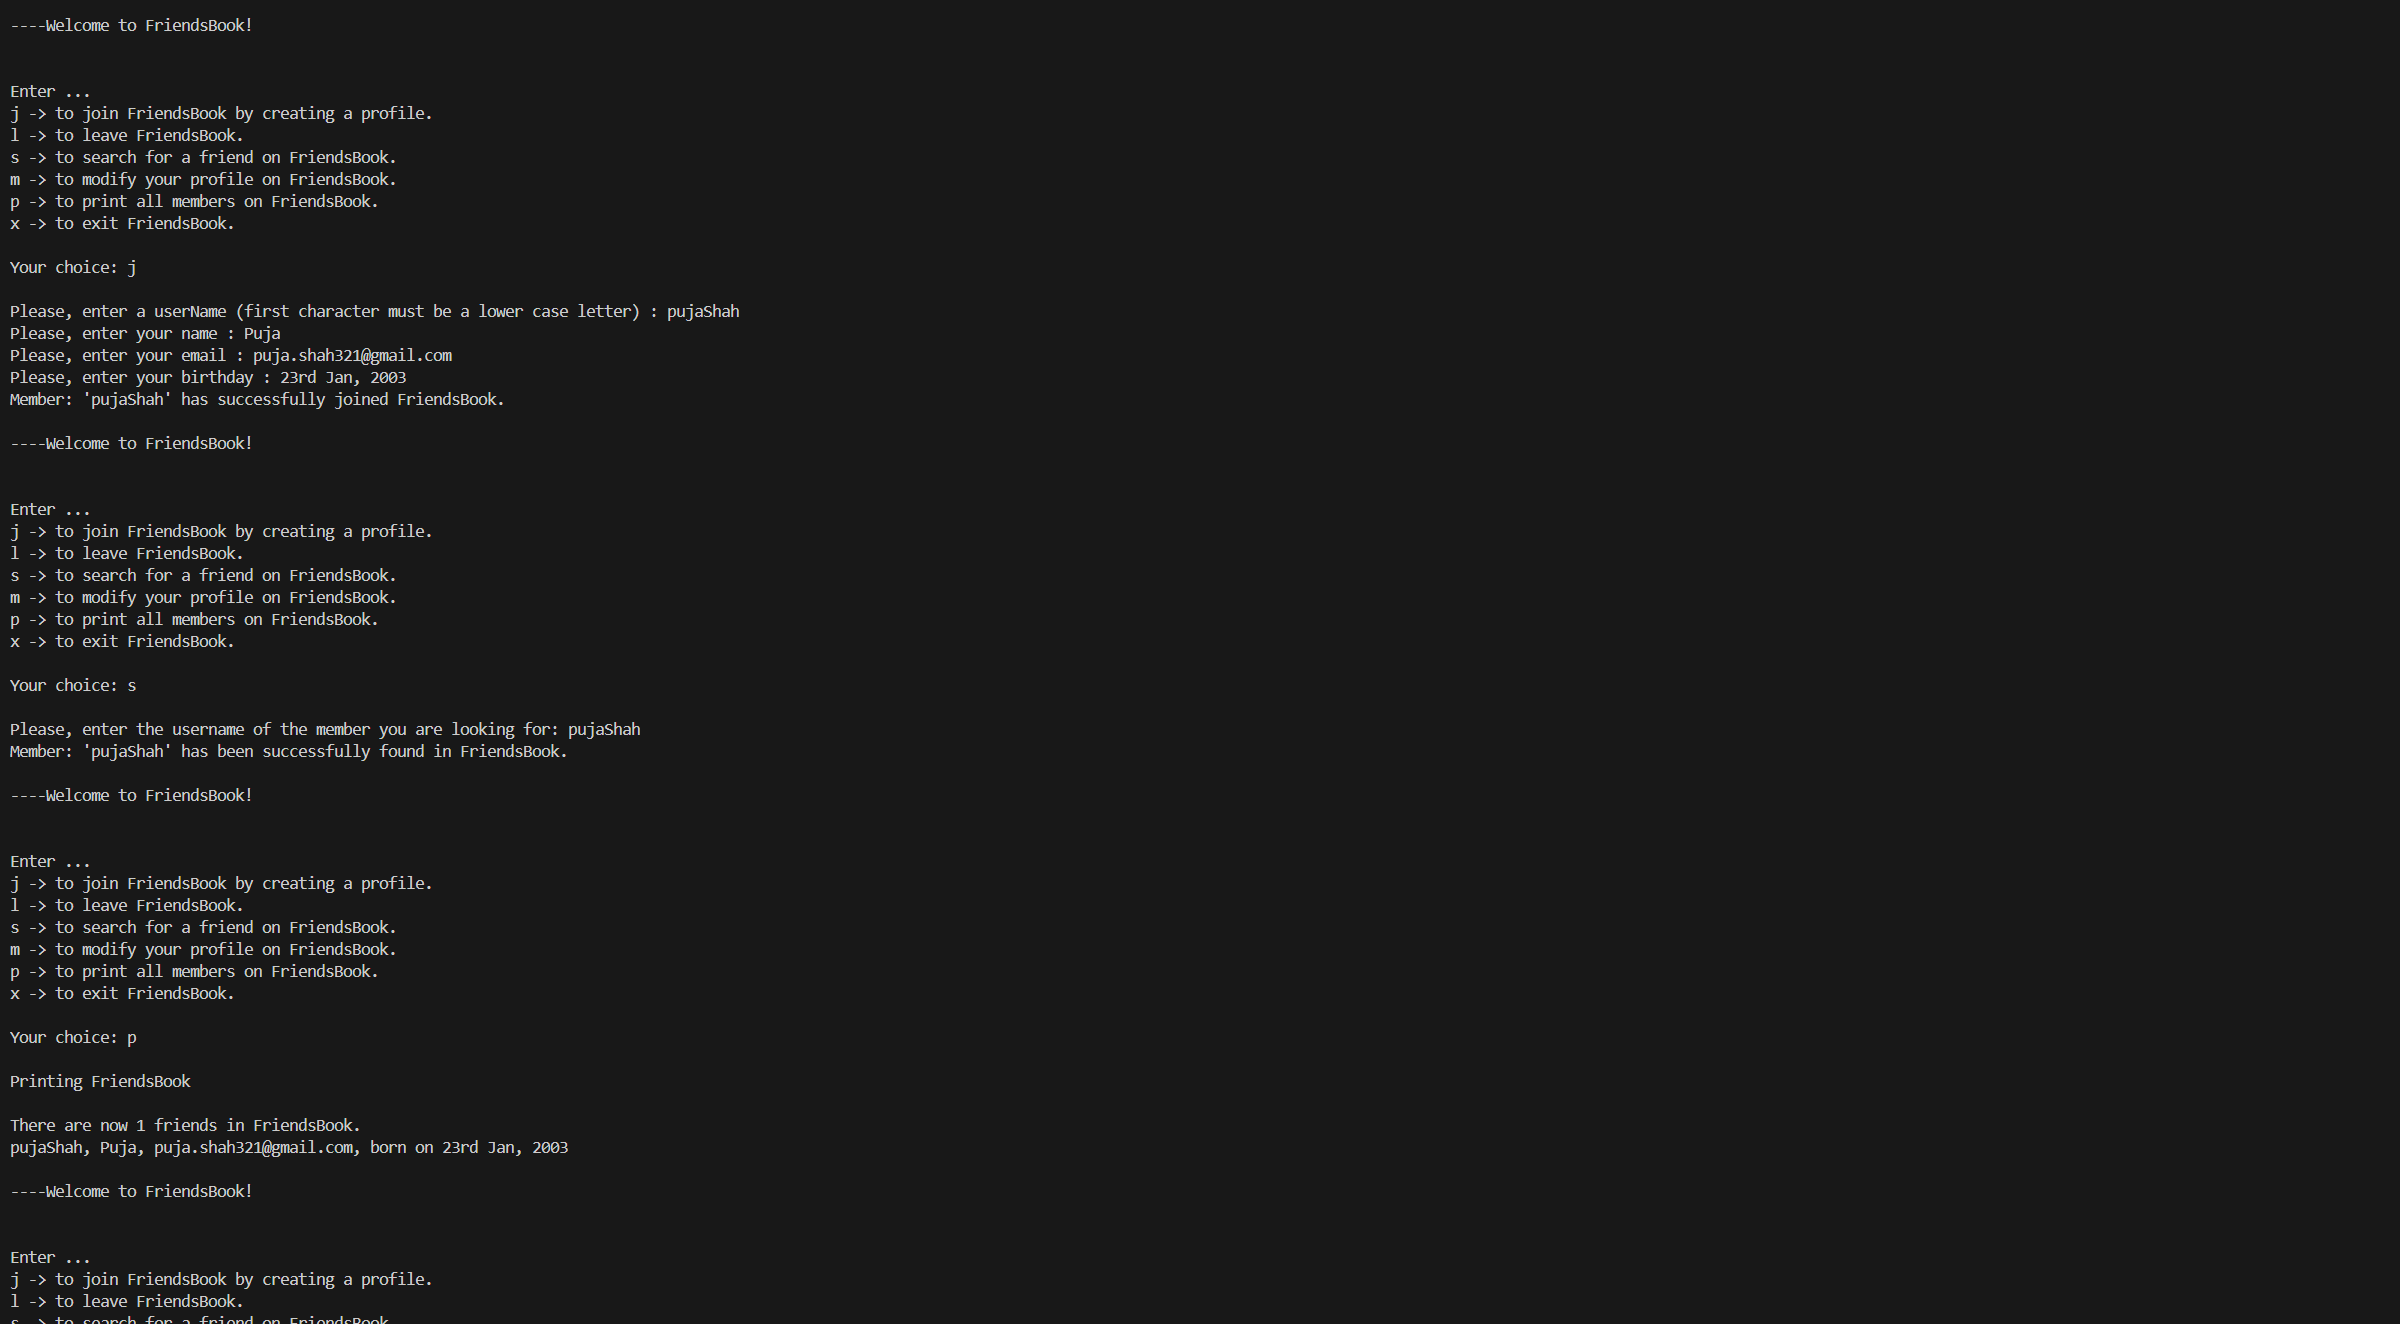 ----Welcome to FriendsBook!
Enter ...
j -> to join FriendsBook by creating a profile.
l -> to leave FriendsBook.
s -> to search for a friend on FriendsBook.
m -> to modify your profile on FriendsBook.
p -> to print all members on FriendsBook.
x -> to exit FriendsBook.
Your choice: j
Please, enter a userName (first character must be a lower case letter) : pujaShah
Please, enter your name : Puja
Please, enter your email : puja.shah321@gmail.com
Please, enter your birthday : 23rd Jan, 2003
Member: 'pujaShah' has successfully joined FriendsBook.
----Welcome to FriendsBook!
Enter ...
j -> to join FriendsBook by creating a profile.
l -> to leave FriendsBook.
s -> to search for a friend on FriendsBook.
m -> to modify your profile on FriendsBook.
p -> to print all members on FriendsBook.
x -> to exit FriendsBook.
Your choice: s
Please, enter the username of the member you are looking for: pujaShah
Member: 'pujaShah' has been successfully found in FriendsBook.
----Welcome to FriendsBook!
Enter ...
j -> to join FriendsBook by creating a profile.
l -> to leave FriendsBook.
s -> to search for a friend on FriendsBook.
m -> to modify your profile on FriendsBook.
p -> to print all members on FriendsBook.
x -> to exit FriendsBook.
Your choice: p
Printing FriendsBook
There are now 1 friends in FriendsBook.
pujaShah, Puja, puja.shah321@gmail.com, born on 23rd Jan, 2003
----Welcome to FriendsBook!
Enter ...
j -> to join FriendsBook by creating a profile.
l -> to leave FriendsBook.
s -> to search for a friend on FriendsBook.